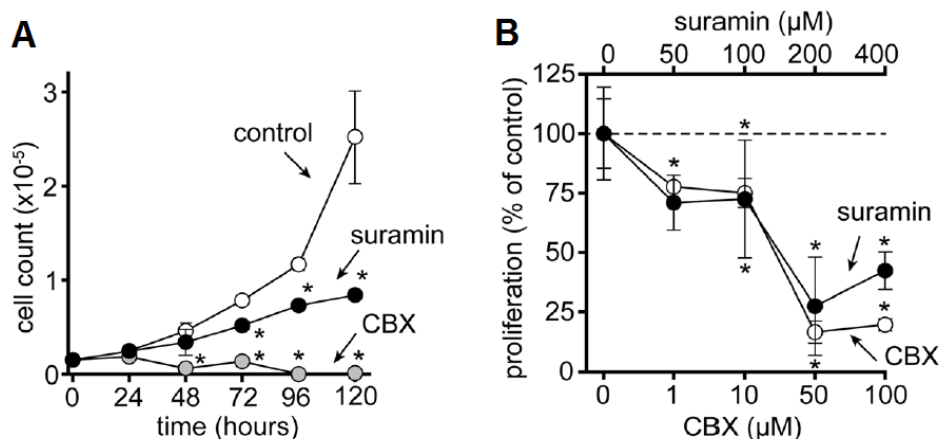 A
cell count (x10⁻⁵)
3
2
1
0
control
suramin
CBX
*
*
*
*
*
*
*
0 24 48 72 96 120
time (hours)
B
suramin (µM)
0 50 100 200 400
proliferation (% of control)
125
100
75
50
25
0
*
*
*
*
*
*
*
suramin
CBX
0 1 10 50 100
CBX (µM)